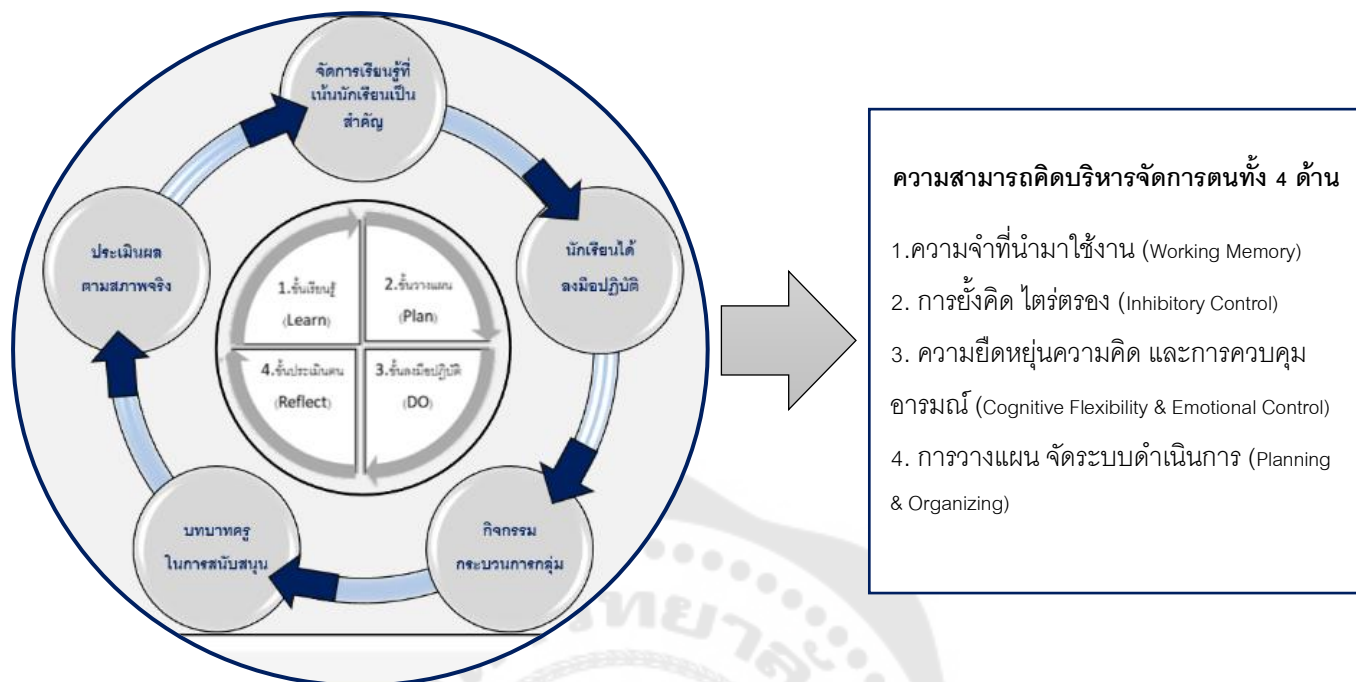 จัดการเรียนรู้ที่
เน้นนักเรียนเป็น
สำคัญ
นักเรียนได้
ลงมือปฏิบัติ
กิจกรรม
กระบวนการกลุ่ม
บทบาทครู
ในการสนับสนุน
ประเมินผล
ตามสภาพจริง
1.ขั้นเรียนรู้
(Learn)
2.ขั้นวางแผน
(Plan)
3.ขั้นลงมือปฏิบัติ
(DO)
4.ขั้นประเมินตน
(Reflect)
ความสามารถคิดบริหารจัดการตนทั้ง 4 ด้าน
1.ความจำที่นำมาใช้งาน (Working Memory)
2. การยั้งคิด ไตร่ตรอง (Inhibitory Control)
3. ความยืดหยุ่นความคิด และการควบคุม
อารมณ์ (Cognitive Flexibility & Emotional Control)
4. การวางแผน จัดระบบดำเนินการ (Planning
& Organizing)